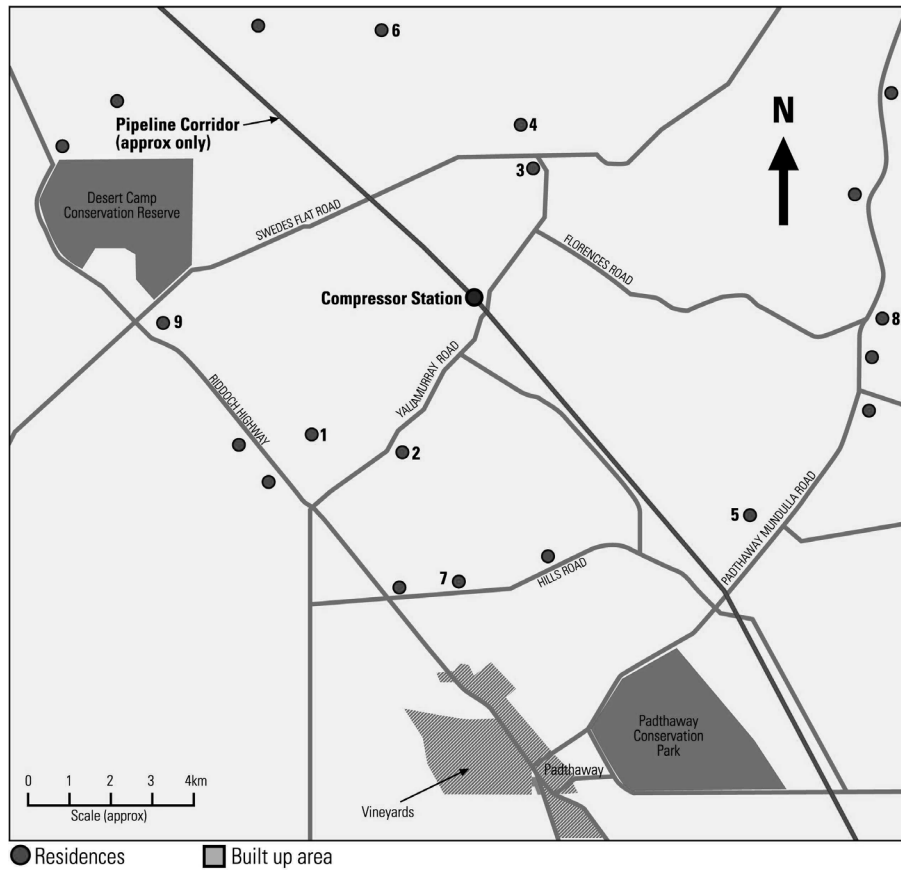 6
Pipeline Corridor
(approx only)
4
N
3
Desert Camp
Conservation Reserve
SWEDES FLAT ROAD
FLORENCES ROAD
Compressor Station
9
8
YALLAMURRAY ROAD
RIDDOCH HIGHWAY
1
2
5
PADTHAWAY MUNDULLA ROAD
7
HILLS ROAD
Padthaway
Conservation
Park
Padthaway
Vineyards
0 1 2 3 4km
Scale (approx)
Residences
Built up area